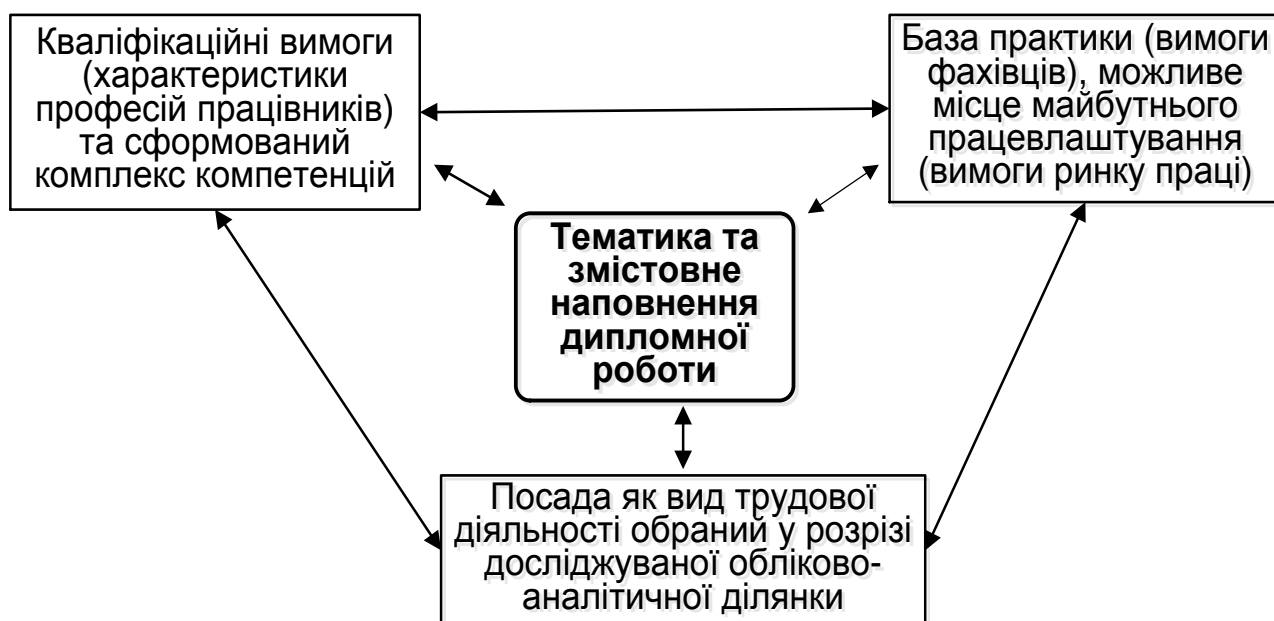 Кваліфікаційні вимоги
(характеристики
професій працівників)
та сформований
комплекс компетенцій
База практики (вимоги
фахівців), можливе
місце майбутнього
працевлаштування
(вимоги ринку праці)
Тематика та
змістовне
наповнення
дипломної
роботи
Посада як вид трудової
діяльності обраний у розрізі
досліджуваної обліково-
аналітичної ділянки